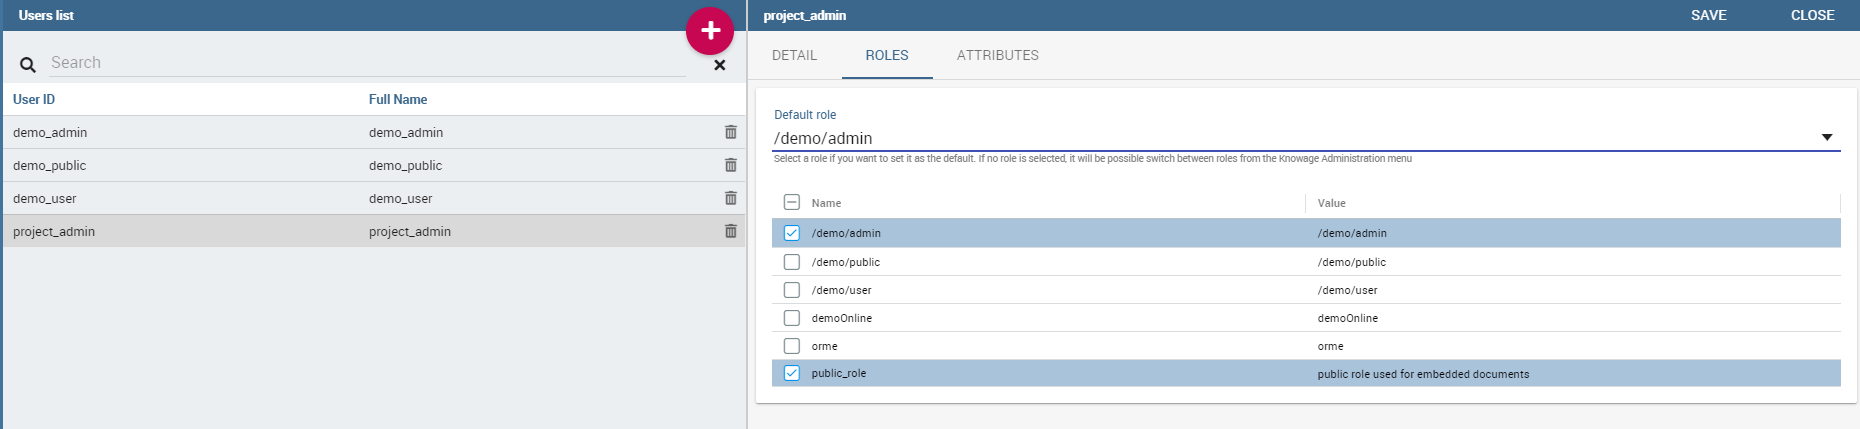 Users list
Search
User ID Full Name
demo_admin demo_admin
demo_public demo_public
demo_user demo_user
project_admin project_admin
project_admin SAVE CLOSE
DETAIL ROLES ATTRIBUTES
Default role
/demo/admin
Select a role if you want to set it as the default. If no role is selected, it will be possible switch between roles from the Knowage Administration menu
Name Value
/demo/admin /demo/admin
/demo/public /demo/public
/demo/user /demo/user
demoOnline demoOnline
orme orme
public_role public role used for embedded documents